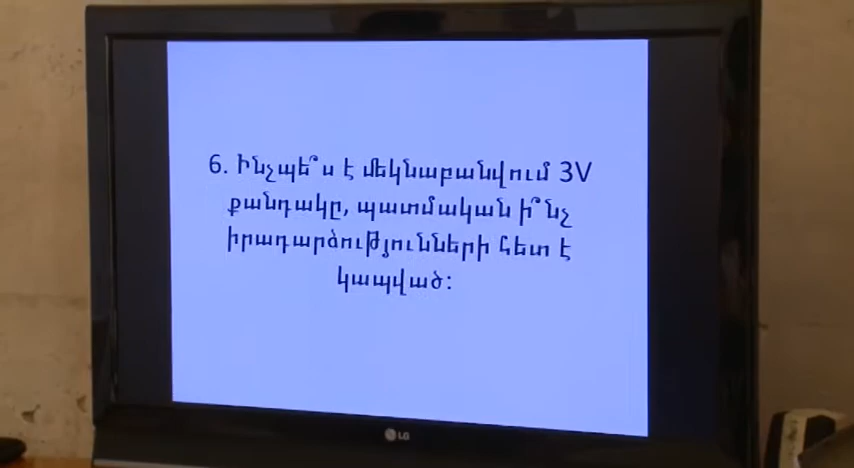 6. Ինչպե՞ս է մեկնաբանվում 3V
քանդակը, պատմական ի՞նչ
իրադարձությունների հետ է
կապված:
LG